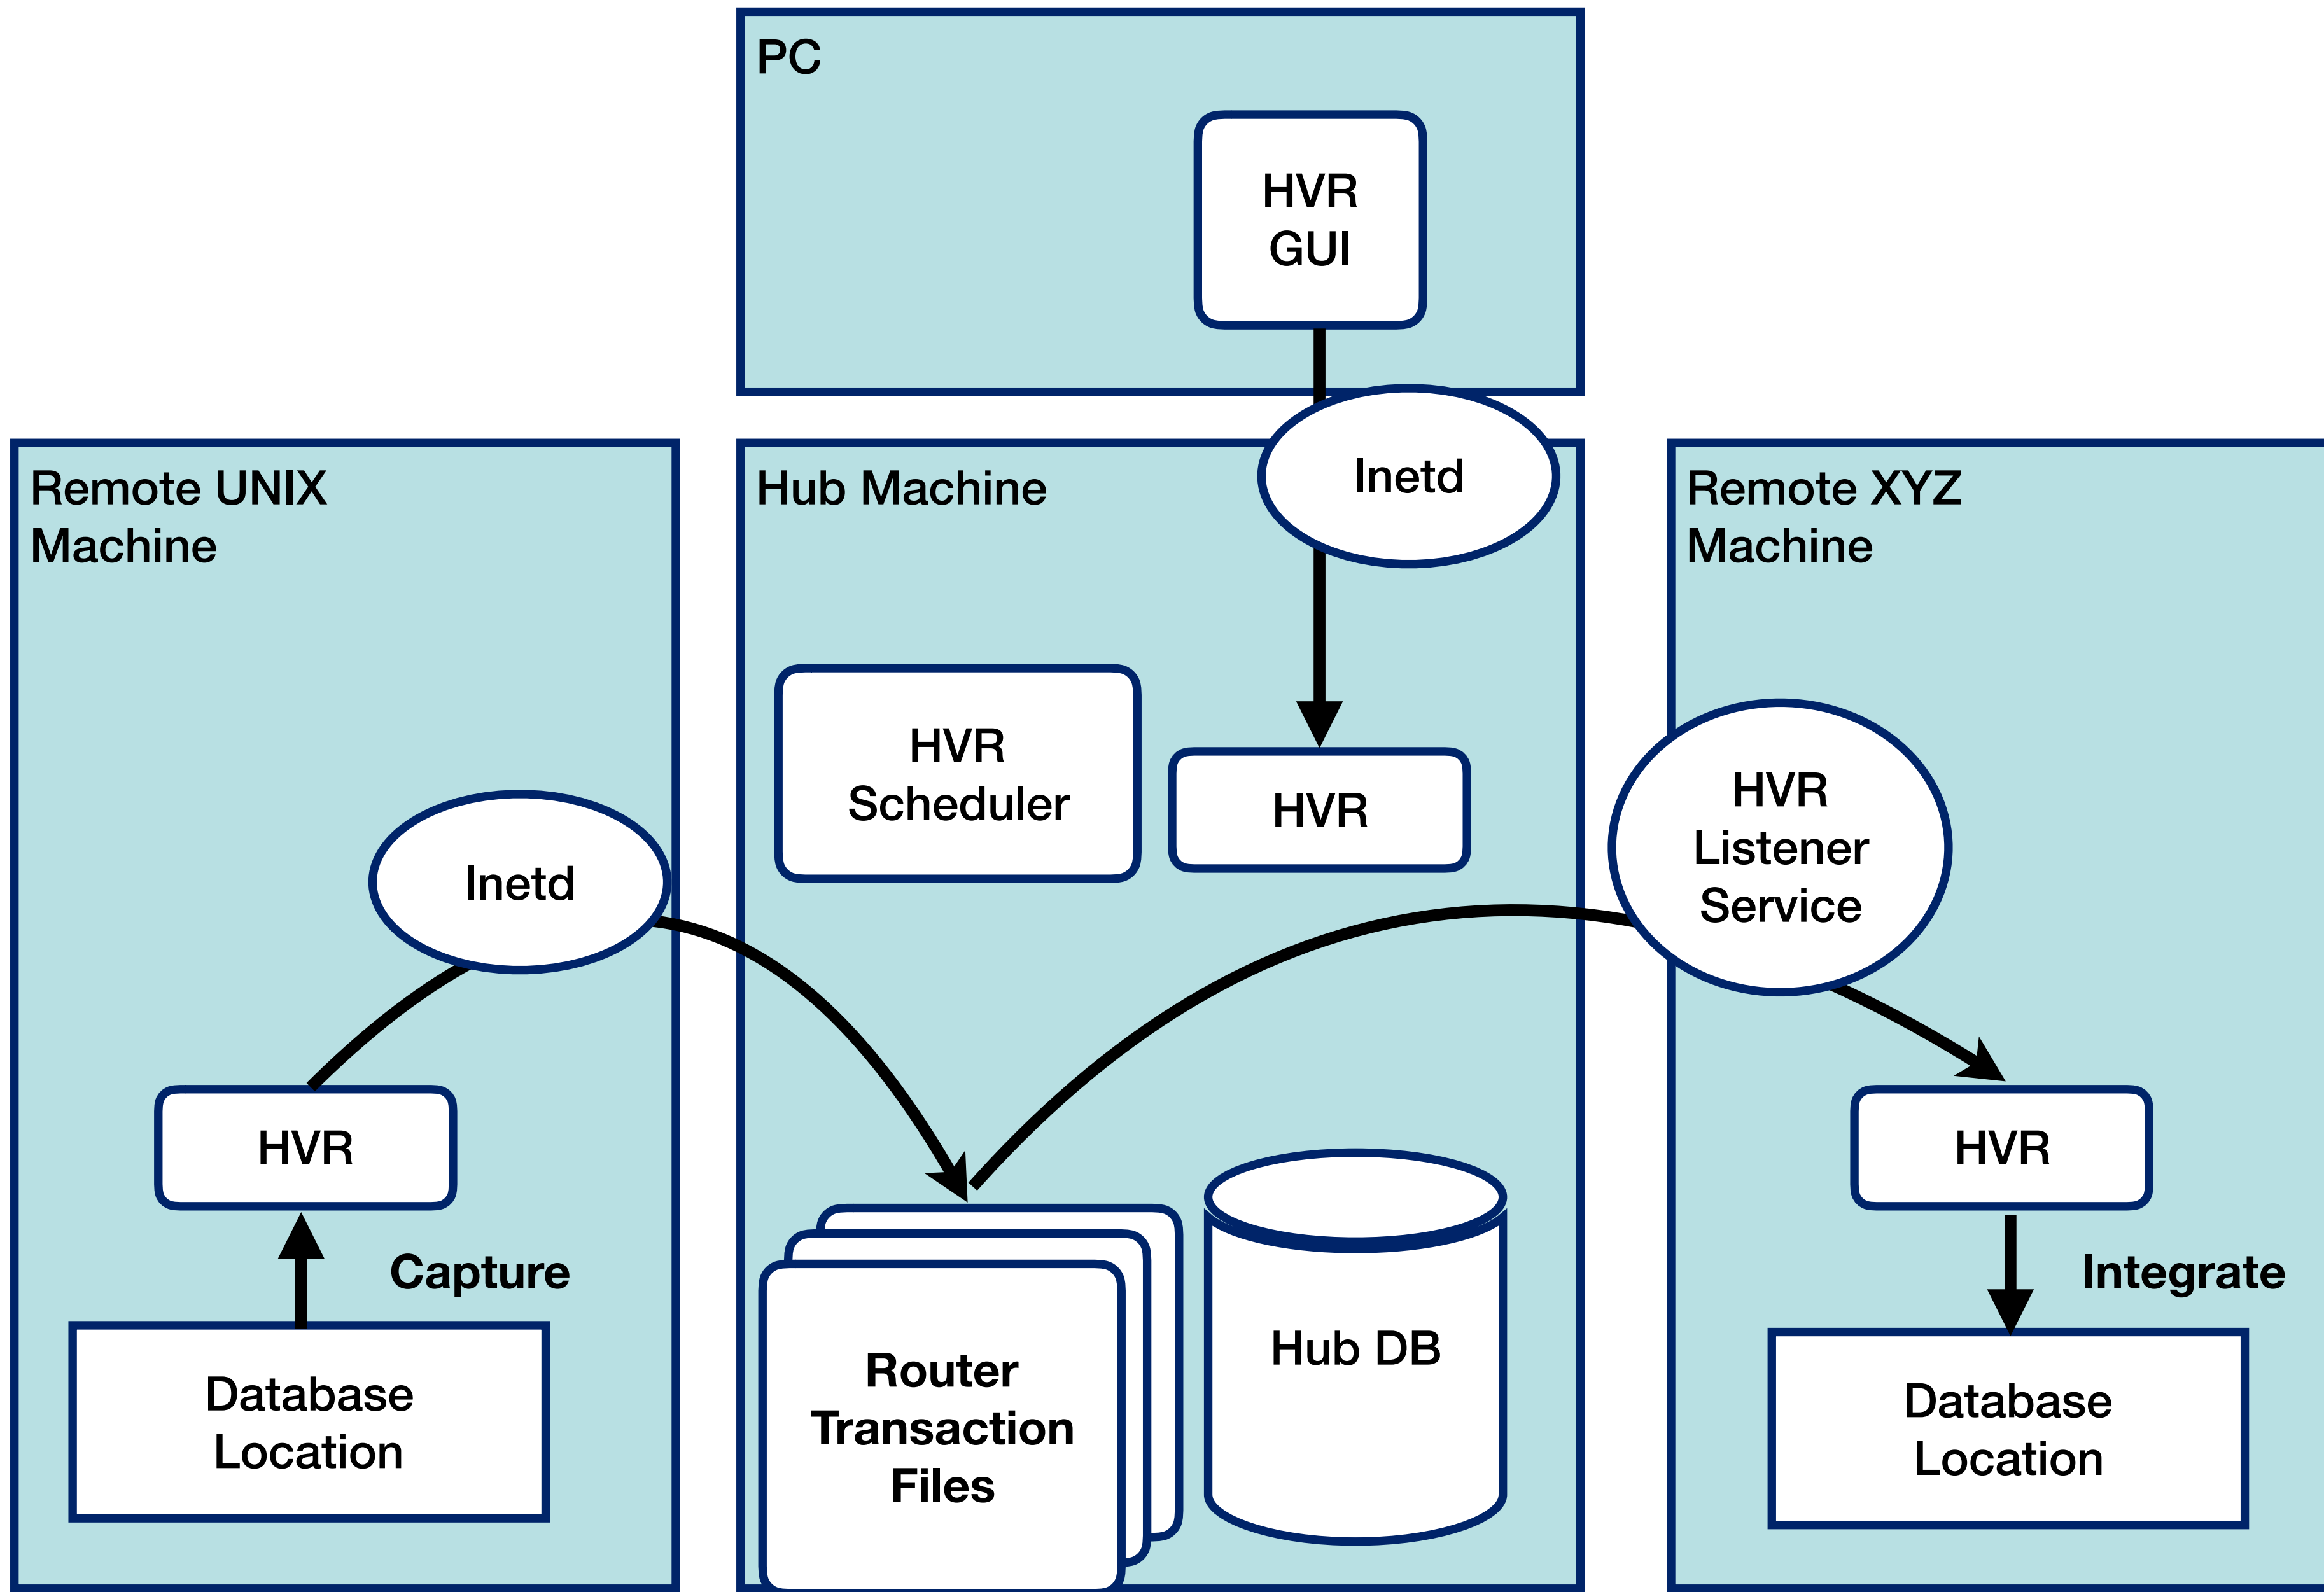 PC
HVR
GUI
Remote UNIX
Machine
Hub Machine
Inetd
Remote XYZ
Machine
HVR
Scheduler
HVR
HVR
Listener
Service
Inetd
HVR
HVR
Capture
Integrate
Database
Location
Router
Transaction
Files
Hub DB
Database
Location